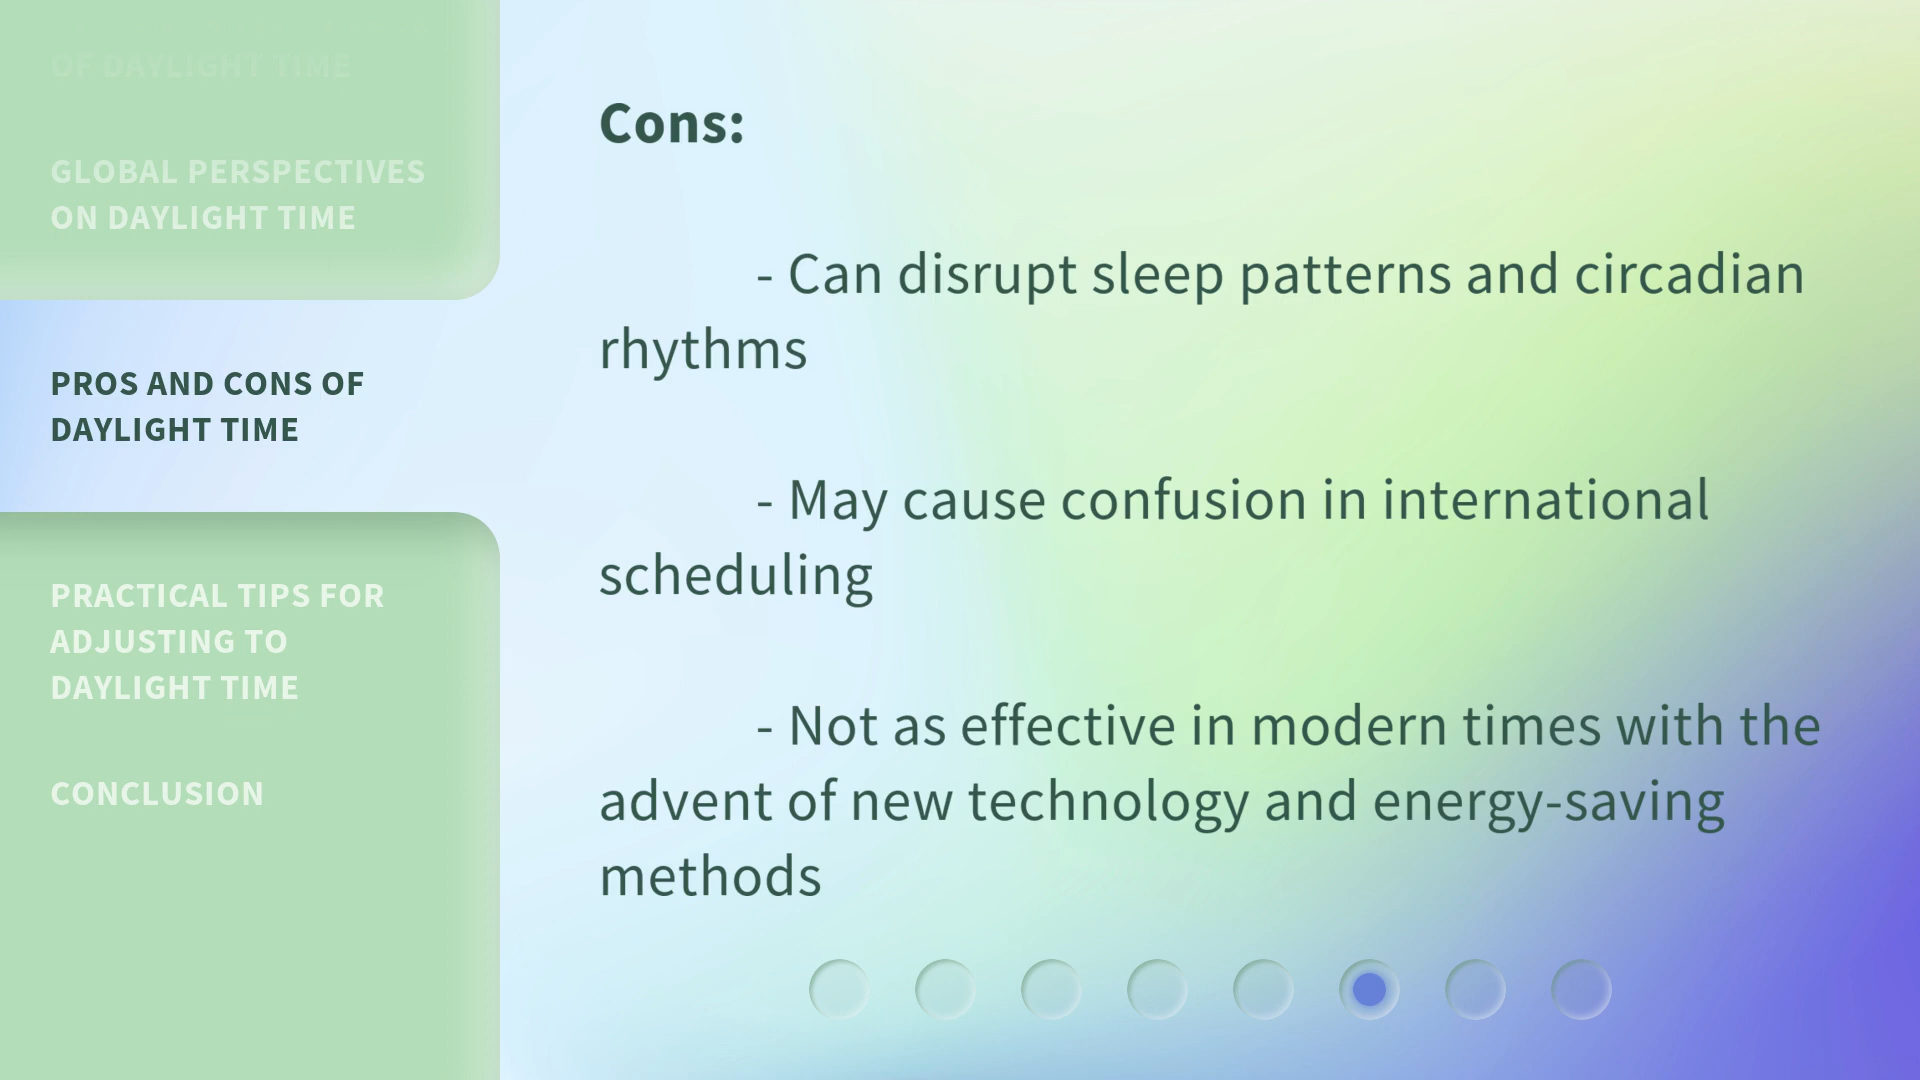 OF DAYLIGHT TIME
GLOBAL PERSPECTIVES
ON DAYLIGHT TIME
PROS AND CONS OF
DAYLIGHT TIME
PRACTICAL TIPS FOR
ADJUSTING TO
DAYLIGHT TIME
CONCLUSION
Cons:
- Can disrupt sleep patterns and circadian
rhythms
- May cause confusion in international
scheduling
- Not as effective in modern times with the
advent of new technology and energy-saving
methods